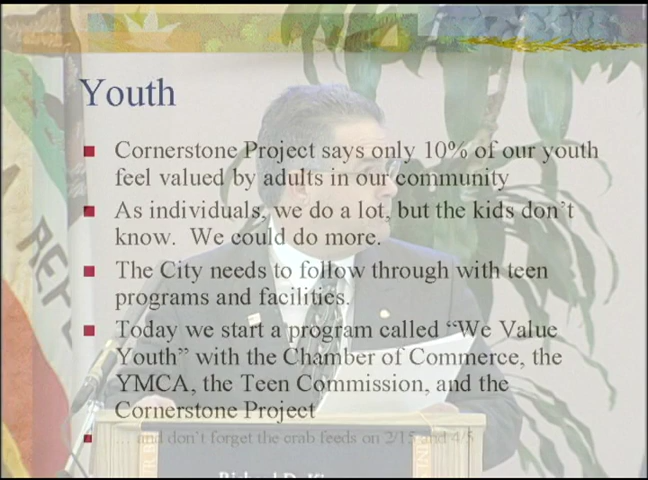 Youth
Cornerstone Project says only 10% of our youth
feel valued by adults in our community
As individuals, we do a lot, but the kids don't
know. We could do more.
The City needs to follow through with teen
programs and facilities.
Today we start a program called “We Value
Youth” with the Chamber of Commerce, the
YMCA, the Teen Commission, and the
Cornerstone Project
… and don't forget the crab feeds on 2/15 and 4/5